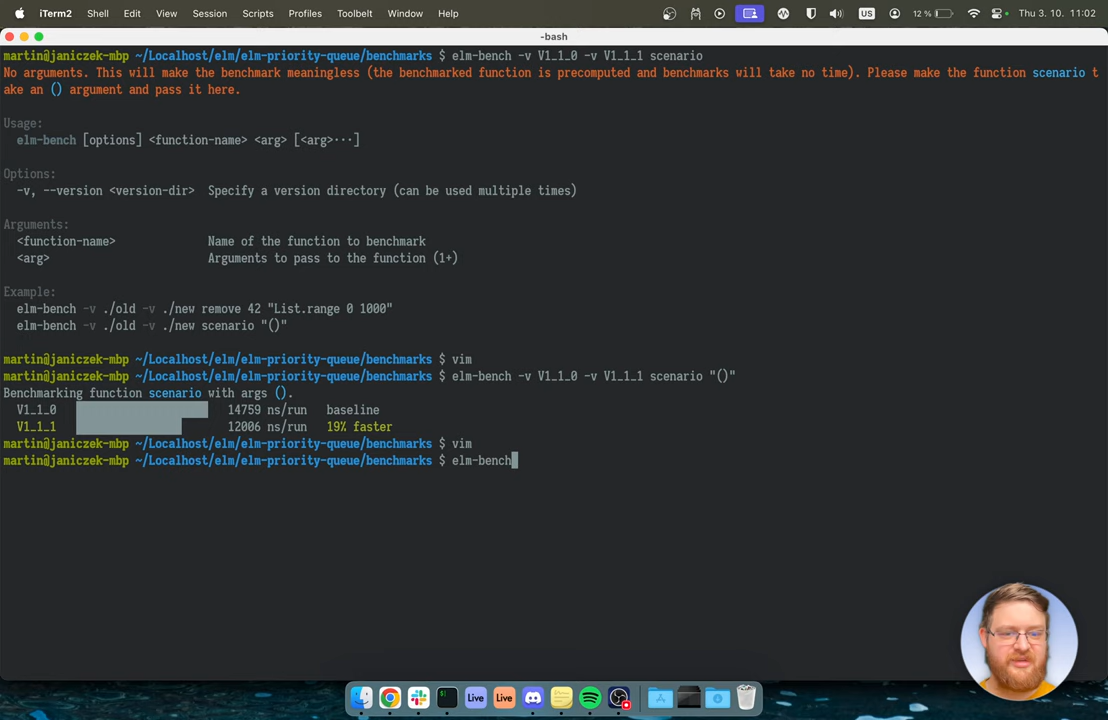 iTerm2 Shell Edit View Session Scripts Profiles Toolbelt Window Help US 12 % Thu 3. 10. 11:02
-bash
martin@janiczek-mbp ~/Localhost/elm/elm-priority-queue/benchmarks $ elm-bench -v V1_1_0 -v V1_1_1 scenario
No arguments. This will make the benchmark meaningless (the benchmarked function is precomputed and benchmarks will take no time). Please make the function scenario t
ake an () argument and pass it here.
Usage:
elm-bench [options] <function-name> <arg> [<arg>···]
Options:
-v, --version <version-dir> Specify a version directory (can be used multiple times)
Arguments:
<function-name> Name of the function to benchmark
<arg> Arguments to pass to the function (1+)
Example:
elm-bench -v ./old -v ./new remove 42 "List.range 0 1000"
elm-bench -v ./old -v ./new scenario "()"
martin@janiczek-mbp ~/Localhost/elm/elm-priority-queue/benchmarks $ vim
martin@janiczek-mbp ~/Localhost/elm/elm-priority-queue/benchmarks $ elm-bench -v V1_1_0 -v V1_1_1 scenario "()"
Benchmarking function scenario with args ().
V1_1_0 14759 ns/run baseline
V1_1_1 12006 ns/run 19% faster
martin@janiczek-mbp ~/Localhost/elm/elm-priority-queue/benchmarks $ vim
martin@janiczek-mbp ~/Localhost/elm/elm-priority-queue/benchmarks $ elm-bench
Live Live